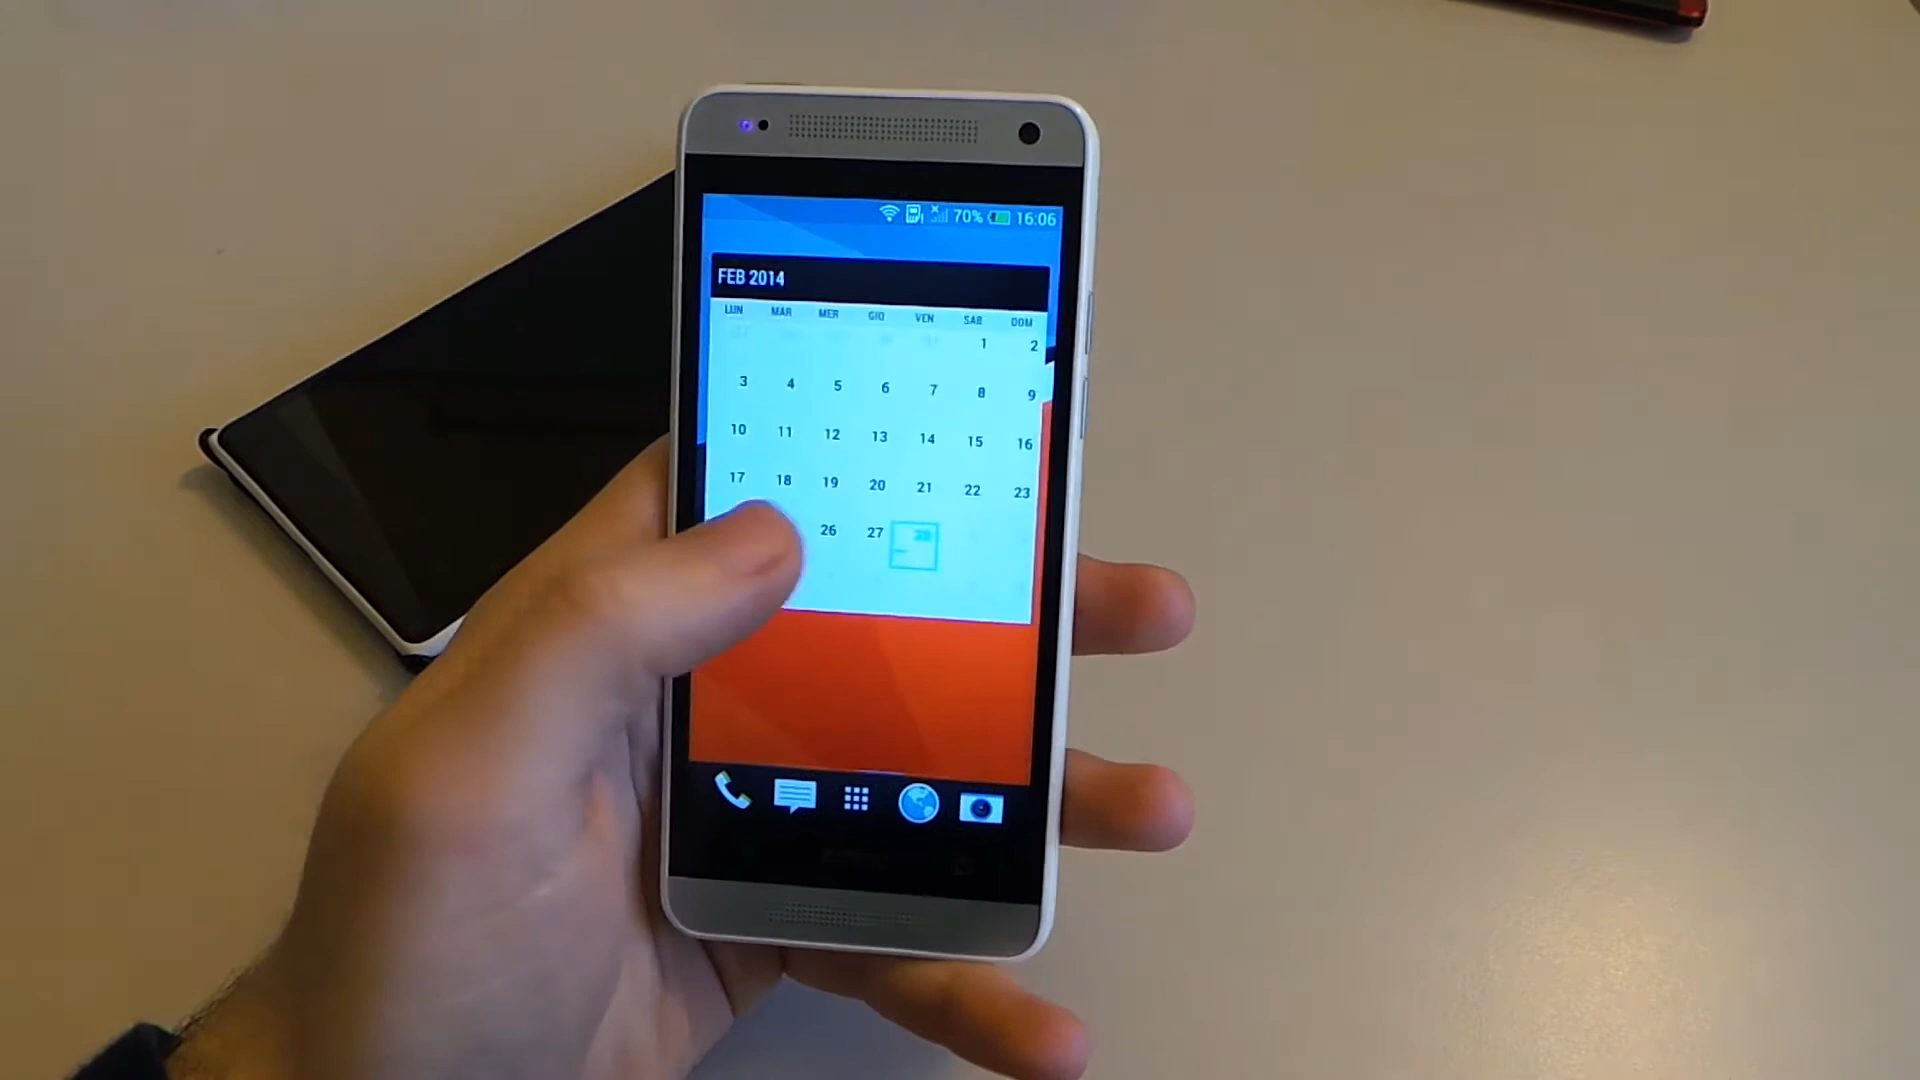 70% 16:06
FEB 2014
LUN MAR MER GIO VEN SAB DOM
1 2
3 4 5 6 7 8 9
10 11 12 13 14 15 16
17 18 19 20 21 22 23
26 27 28